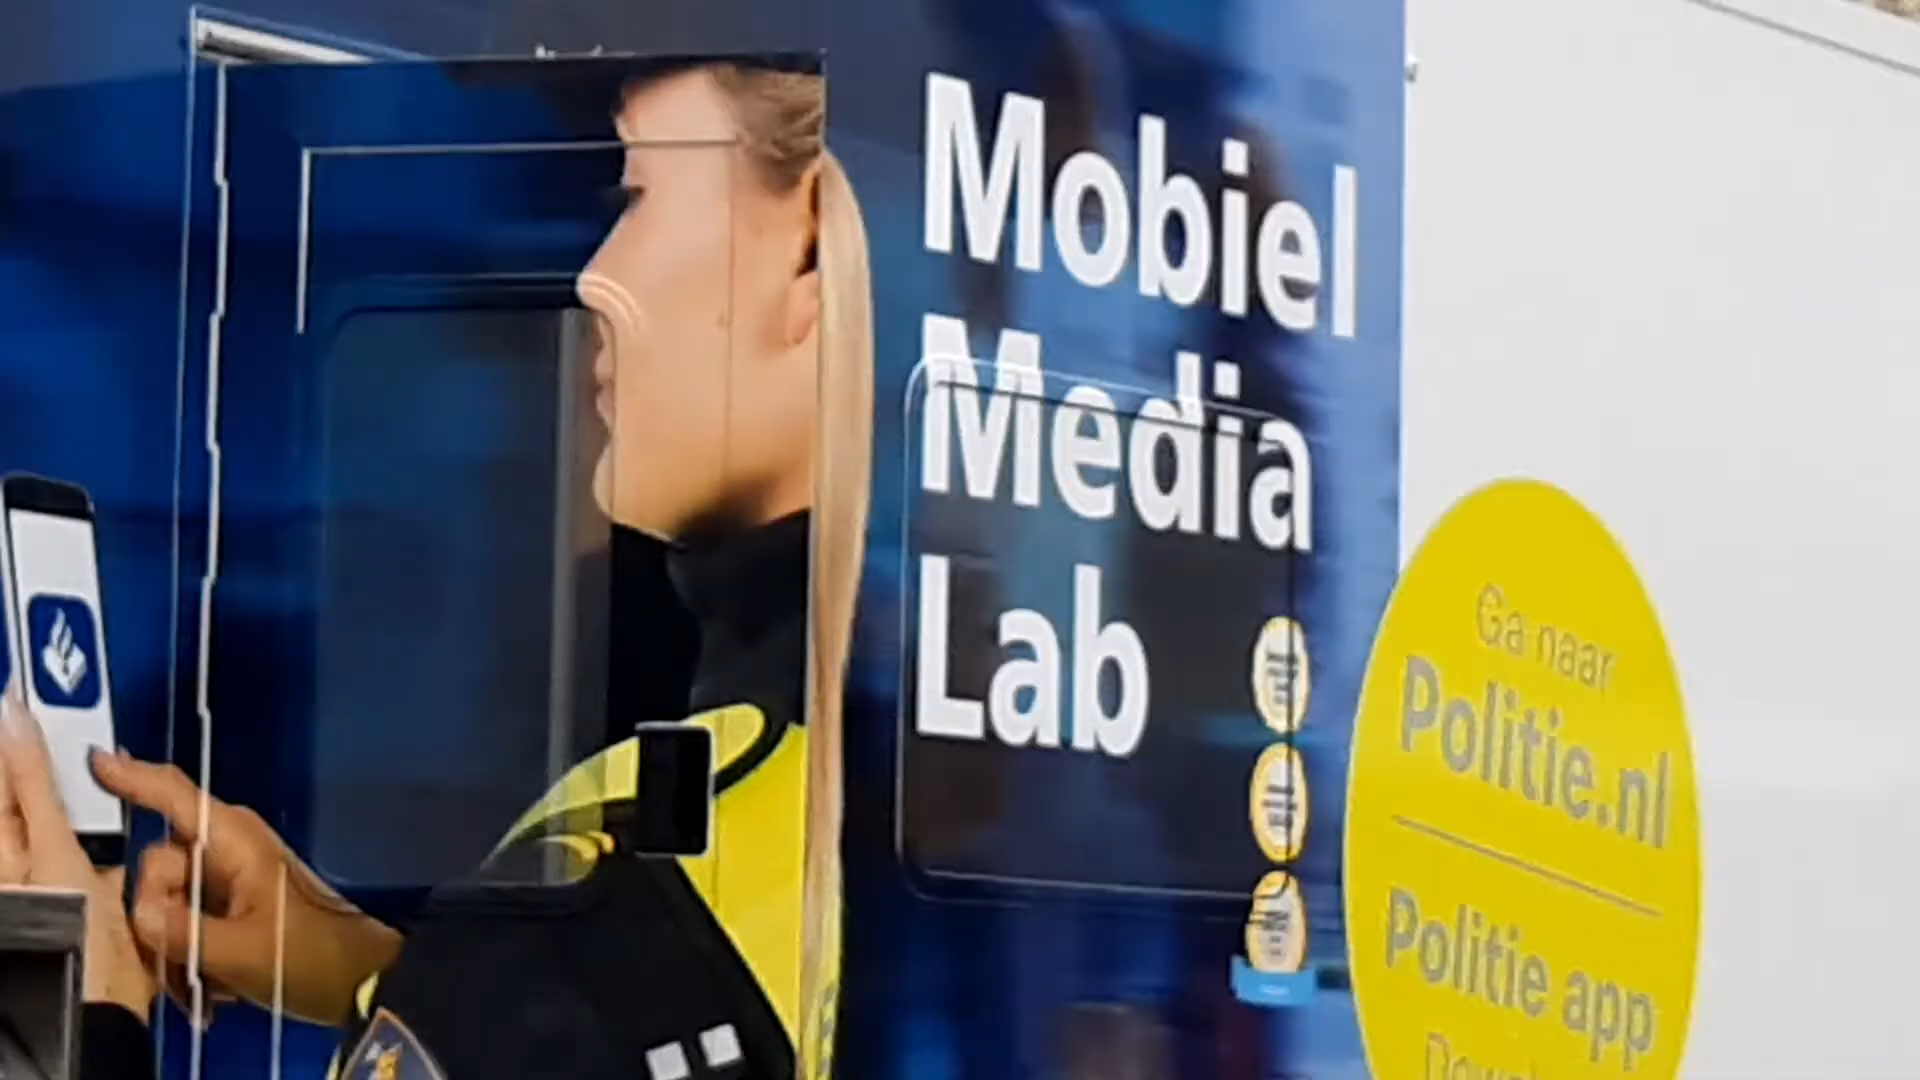 Mobiel
Media
Lab
Ga naar
Politie.nl
Politie app